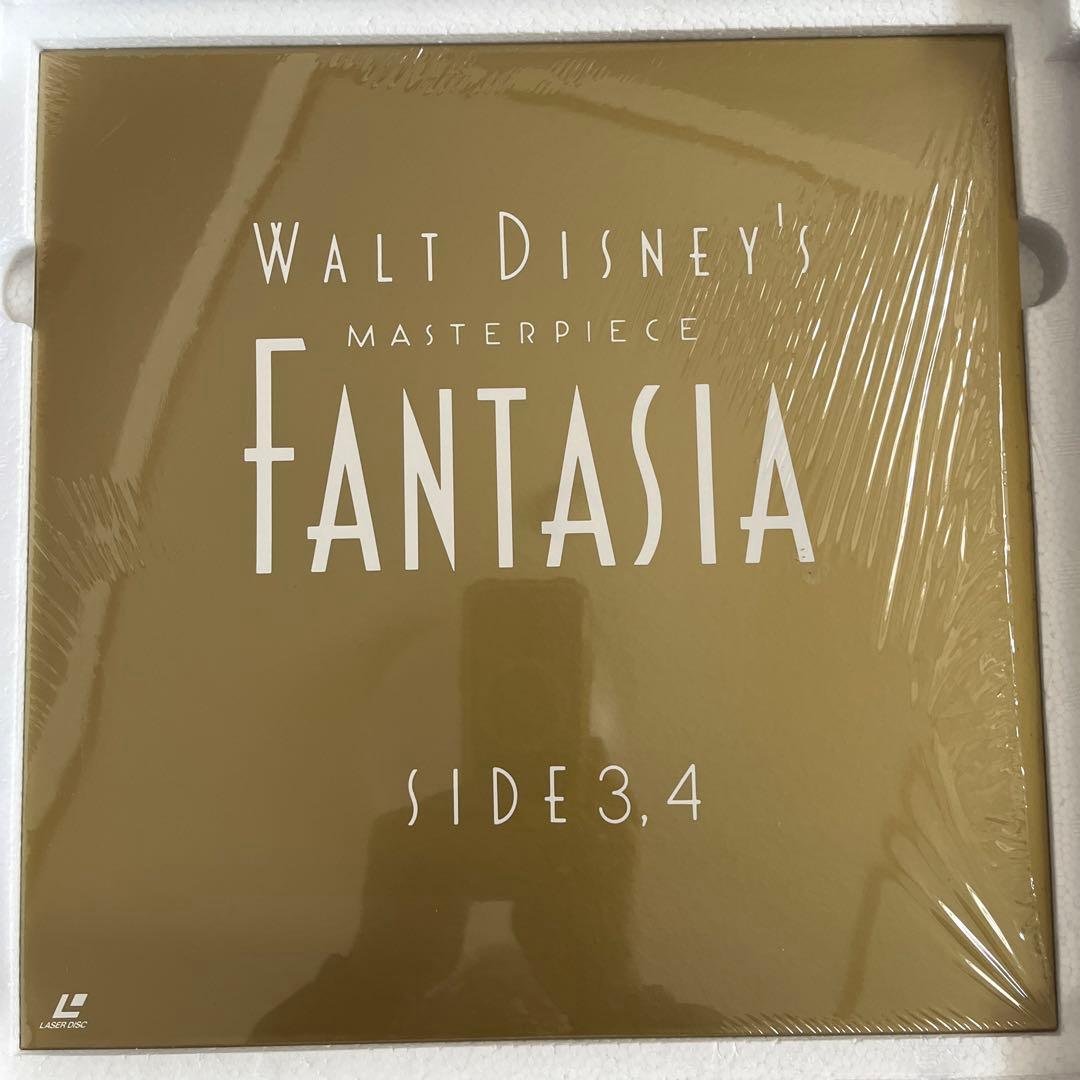 WALT DISNEY'S
MASTERPIECE
FANTASIA
SIDE 3, 4
LASER DISC